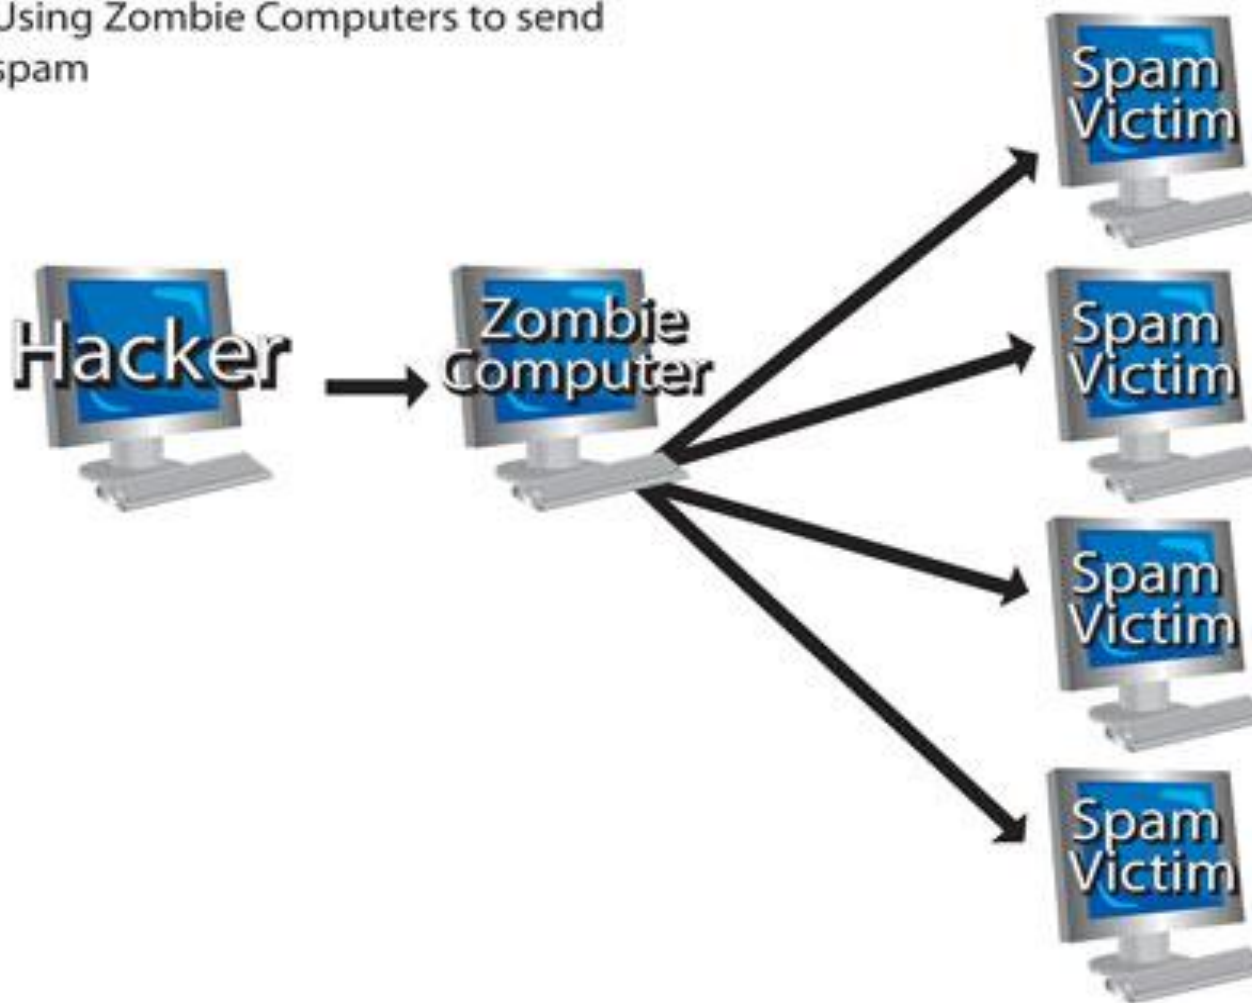 Using Zombie Computers to send
spam
Hacker
Zombie
Computer
Spam
Victim
Spam
Victim
Spam
Victim
Spam
Victim